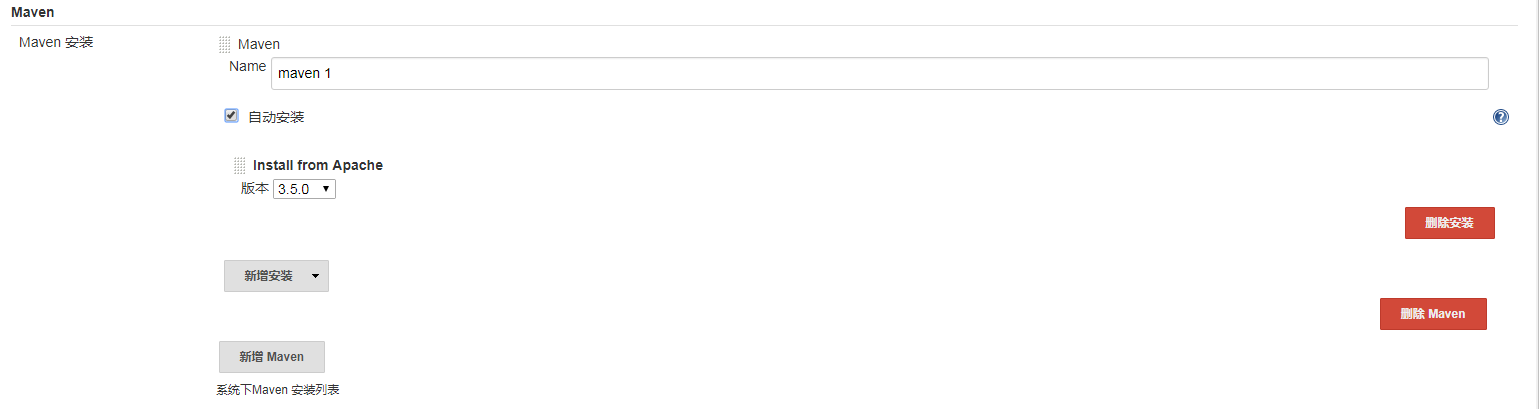 Maven
Maven 安装
Maven
Name
maven 1
自动安装
Install from Apache
版本 3.5.0
删除安装
新增安装
删除 Maven
新增 Maven
系统下Maven 安装列表